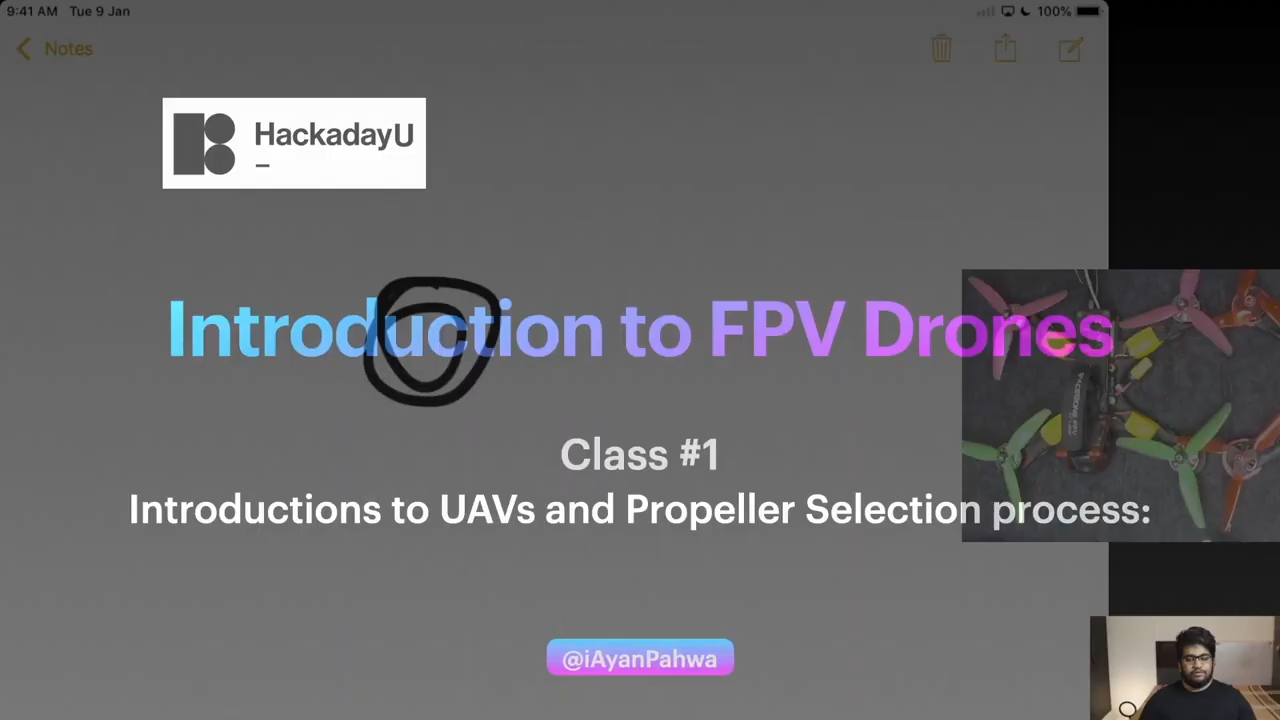 9:41 AM Tue 9 Jan
100%
Notes
HackadayU
Introduction to FPV Drones
Class #1
Introductions to UAVs and Propeller Selection process:
@iAyanPahwa